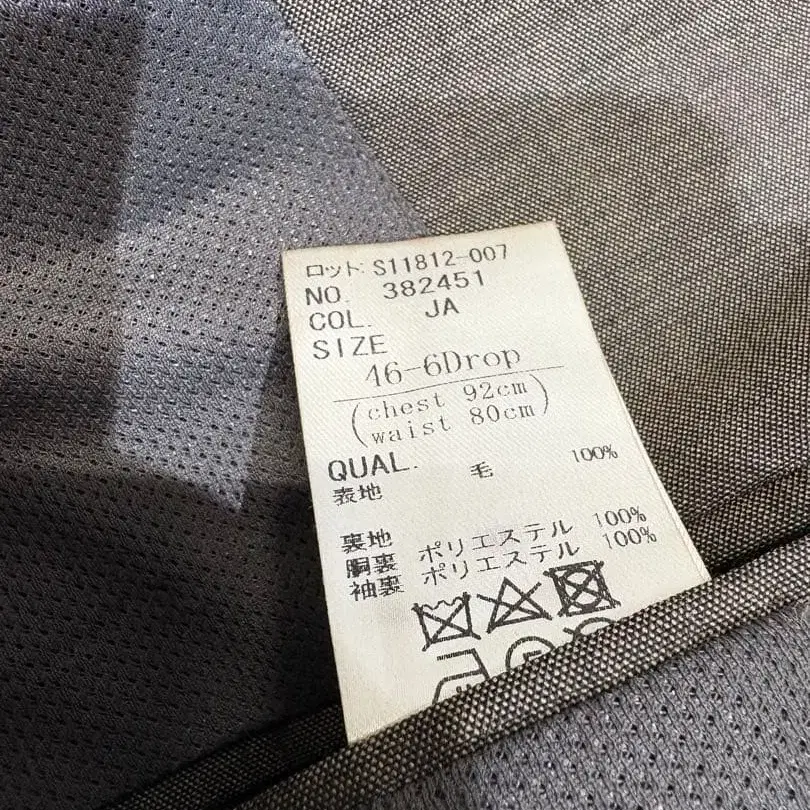 ロット: S11812-007
NO. 382451
COL. JA
SIZE
46-6Drop
(chest 92cm
waist 80cm)
QUAL.
表地 毛 100%
裏地
胴裏 ポリエステル 100%
袖裏 ポリエステル 100%